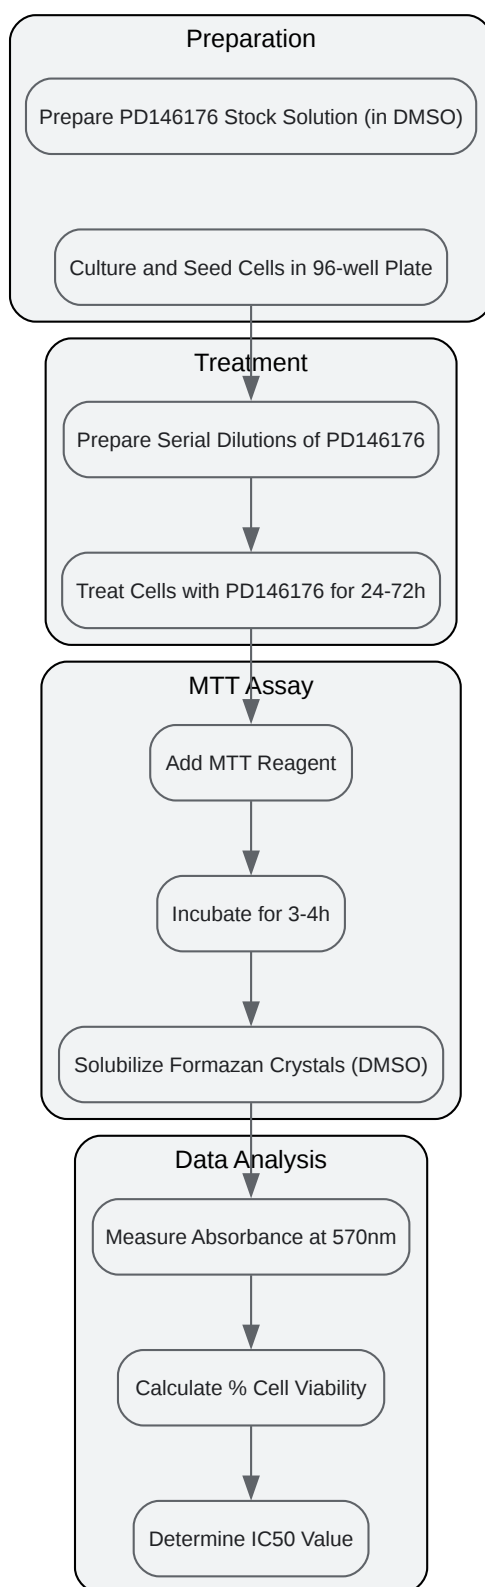 Preparation
Prepare PD146176 Stock Solution (in DMSO)
Culture and Seed Cells in 96-well Plate
Treatment
Prepare Serial Dilutions of PD146176
Treat Cells with PD146176 for 24-72h
MTT Assay
Add MTT Reagent
Incubate for 3-4h
Solubilize Formazan Crystals (DMSO)
Data Analysis
Measure Absorbance at 570nm
Calculate % Cell Viability
Determine IC50 Value